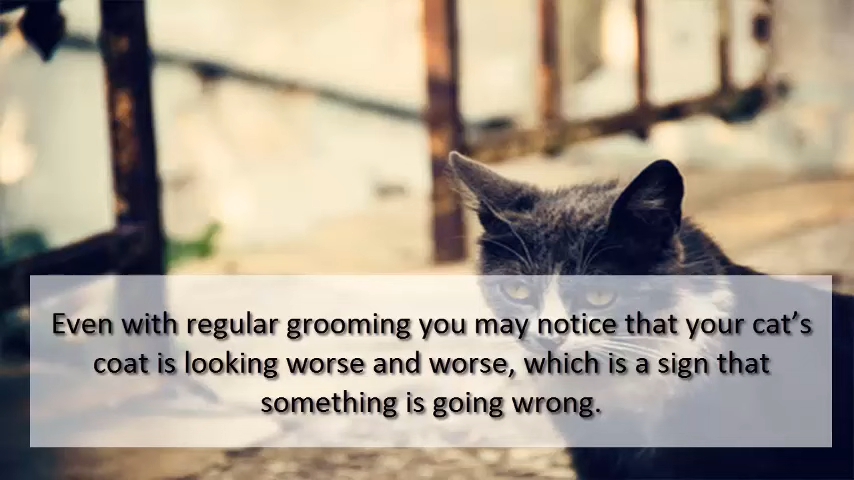 Even with regular grooming you may notice that your cat’s
coat is looking worse and worse, which is a sign that
something is going wrong.